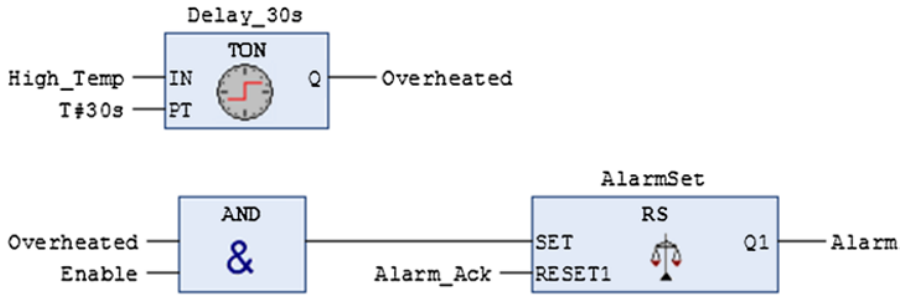 Delay_30s
TON
High_Temp IN Q Overheated
T#30s PT
AlarmSet
AND RS
Overheated & SET Q1 Alarm
Enable Alarm_Ack RESET1